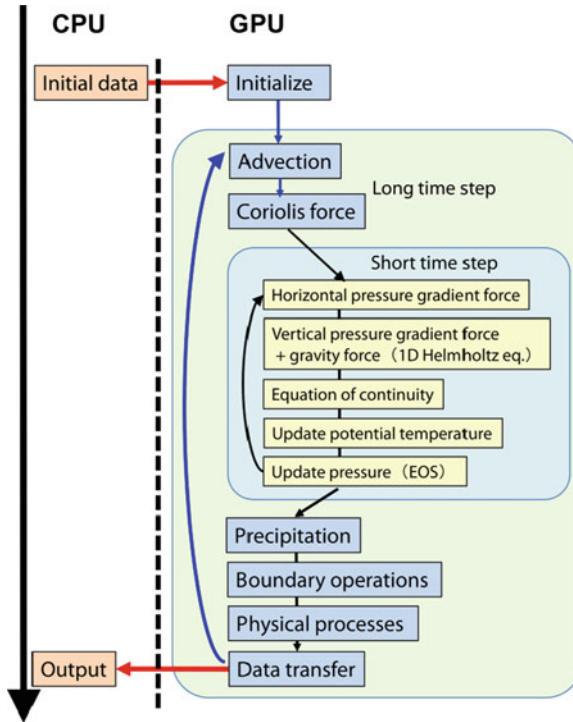 CPU
GPU
Initial data
Initialize
Advection
Long time step
Coriolis force
Short time step
Horizontal pressure gradient force
Vertical pressure gradient force
+ gravity force（1D Helmholtz eq.）
Equation of continuity
Update potential temperature
Update pressure（EOS）
Precipitation
Boundary operations
Physical processes
Output
Data transfer